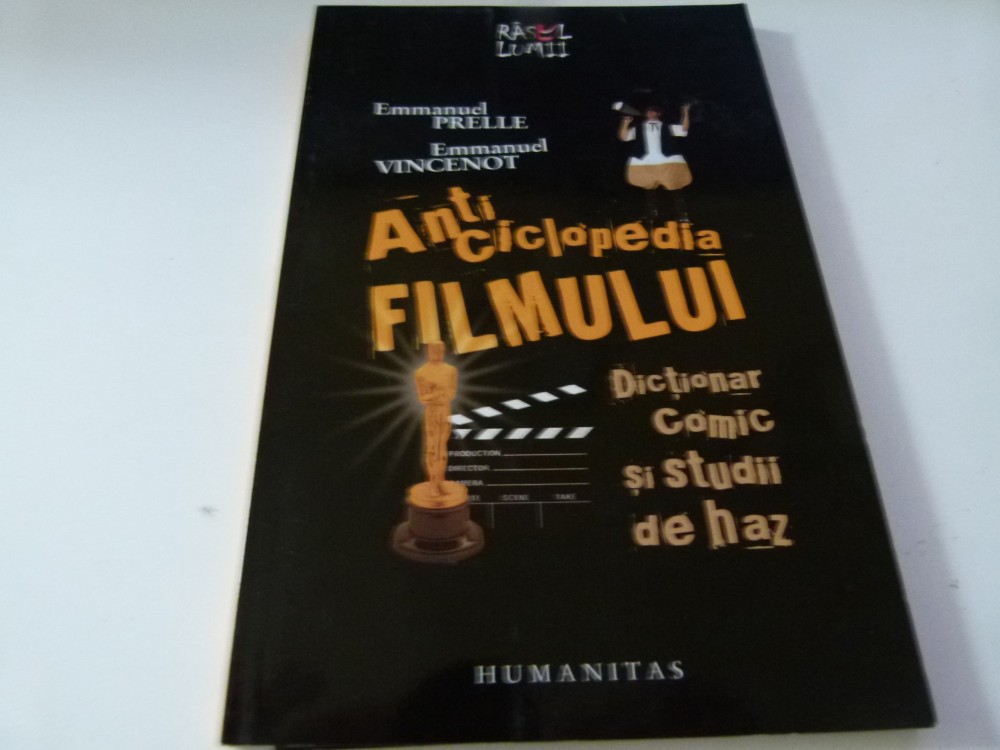 RÂSUL
LUMII
Emmanuel
PRELLE
Emmanuel
VINCENOT
Anti
Ciclopedia
FILMULUI
Dicționar
comic
și studii
de haz
PRODUCTION
DIRECTOR
SCENE TAKE
HUMANITAS